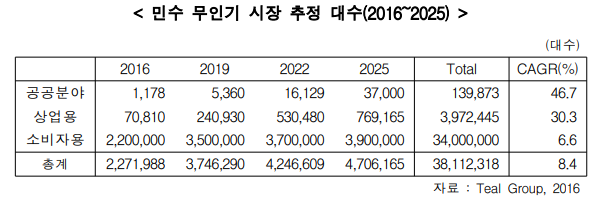 < 민수 무인기 시장 추정 대수(2016~2025) >
(대수)
2016 2019 2022 2025 Total CAGR(%)
공공분야 1,178 5,360 16,129 37,000 139,873 46.7
상업용 70,810 240,930 530,480 769,165 3,972,445 30.3
소비자용 2,200,000 3,500,000 3,700,000 3,900,000 34,000,000 6.6
총계 2,271,988 3,746,290 4,246,609 4,706,165 38,112,318 8.4
자료 : Teal Group, 2016